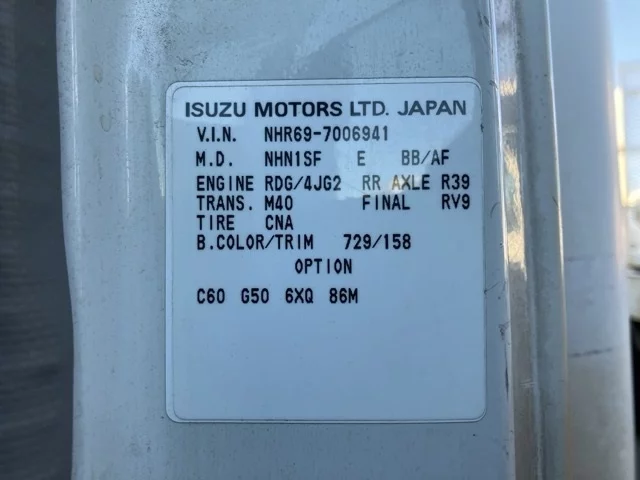 ISUZU MOTORS LTD. JAPAN
V.I.N. NHR69-7006941
M.D. NHN1SF E BB/AF
ENGINE RDG/4JG2 RR AXLE R39
TRANS. M40 FINAL RV9
TIRE CNA
B.COLOR/TRIM 729/158
OPTION
C60 G50 6XQ 86M